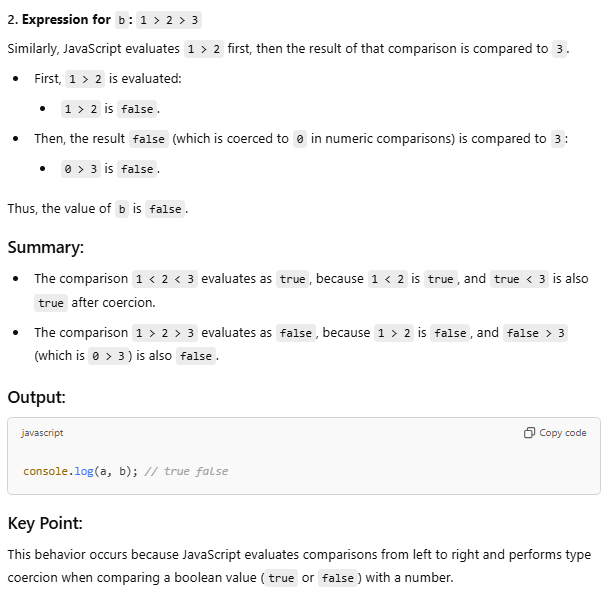 2. Expression for b: 1 > 2 > 3
Similarly, JavaScript evaluates 1 > 2 first, then the result of that comparison is compared to 3.
• First, 1 > 2 is evaluated:
• 1 > 2 is false.
• Then, the result false (which is coerced to 0 in numeric comparisons) is compared to 3:
• 0 > 3 is false.
Thus, the value of b is false.
Summary:
• The comparison 1 < 2 < 3 evaluates as true, because 1 < 2 is true, and true < 3 is also
true after coercion.
• The comparison 1 > 2 > 3 evaluates as false, because 1 > 2 is false, and false > 3
(which is 0 > 3) is also false.
Output:
javascript Copy code
console.log(a, b); // true false
Key Point:
This behavior occurs because JavaScript evaluates comparisons from left to right and performs type
coercion when comparing a boolean value (true or false) with a number.